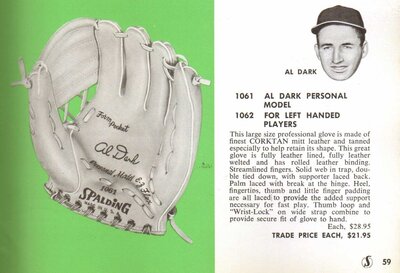 Form Pocket
Al Dark
Personal Model
1061
SPALDING
AL DARK
1061 AL DARK PERSONAL
MODEL
1062 FOR LEFT HANDED
PLAYERS
This large size professional glove is made of
finest CORKTAN mitt leather and tanned
especially to help retain its shape. This great
glove is fully leather lined, fully leather
welted and has rolled leather binding.
Streamlined fingers. Solid web in trap, dou-
ble tied down, with supporter laced back.
Palm laced with break at the hinge. Heel,
fingertips, thumb and little finger padding
are all laced to provide the added support
necessary for fast play. Thumb loop and
"Wrist-Lock" on wide strap combine to
provide secure fit of glove to hand.
Each, $28.95
TRADE PRICE EACH, $21.95
S 59